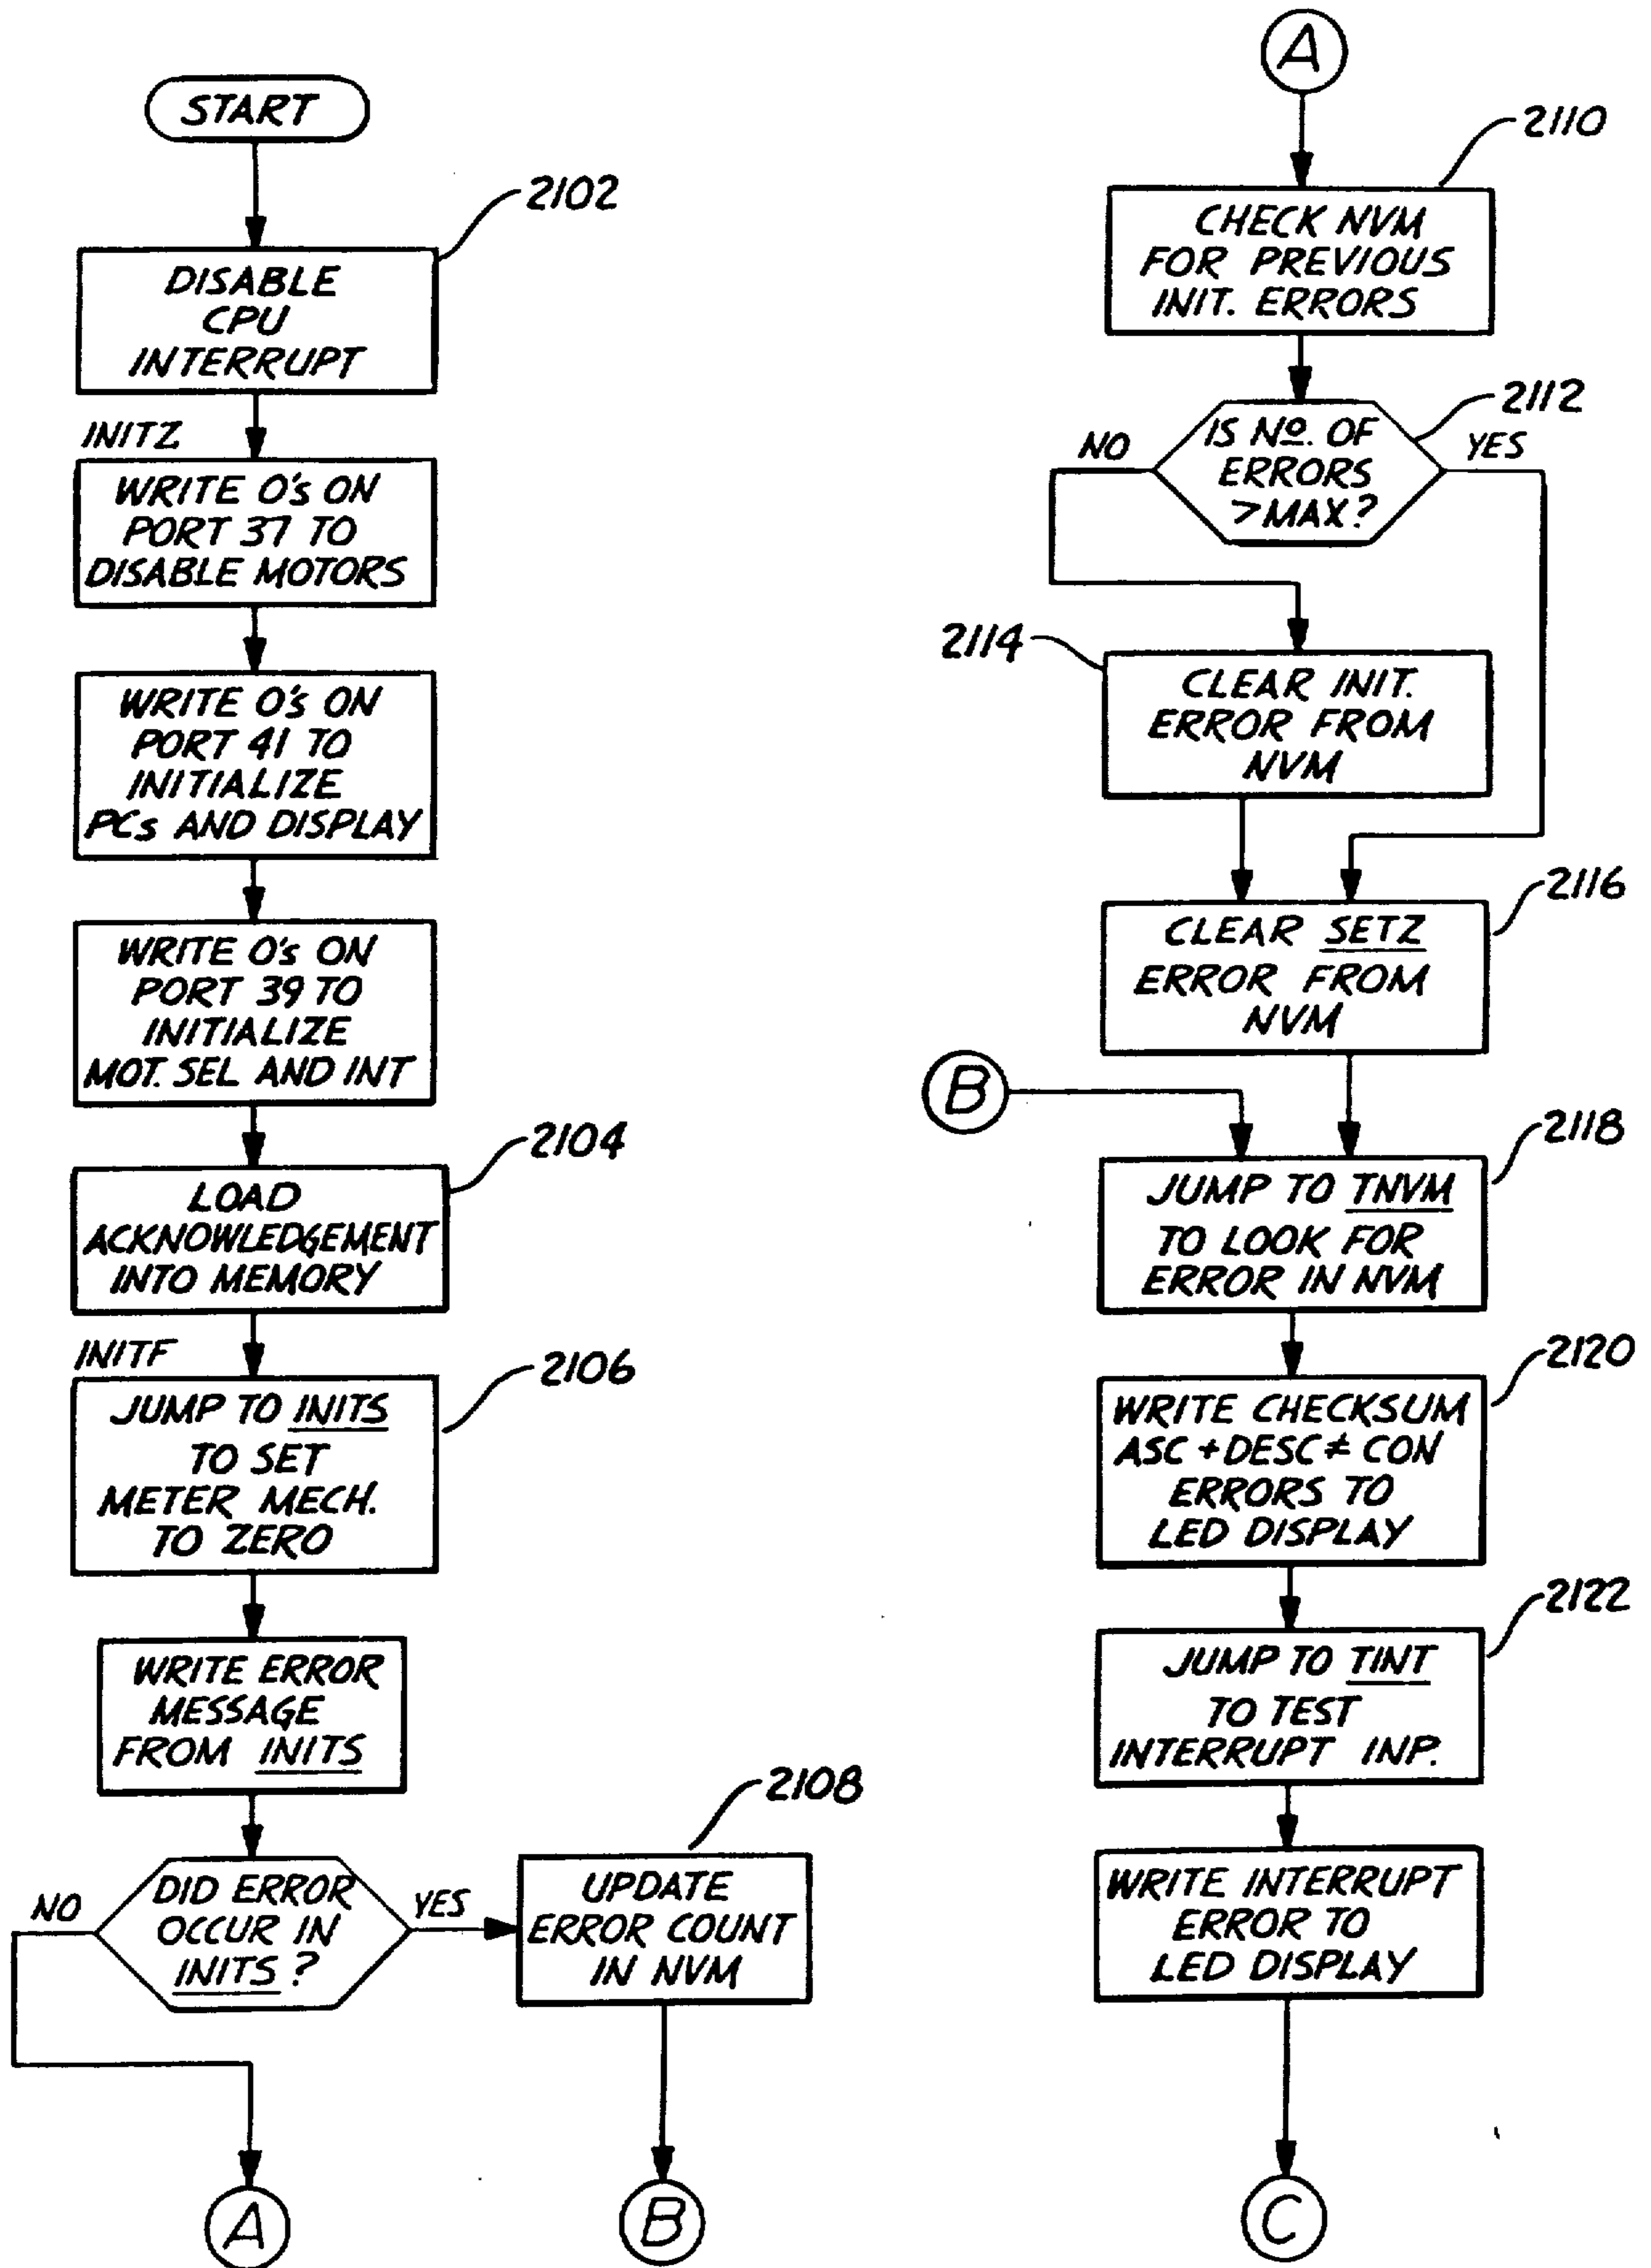 START
2102
DISABLE
CPU
INTERRUPT
INITZ
WRITE O's ON
PORT 37 TO
DISABLE MOTORS
WRITE O's ON
PORT 41 TO
INITIALIZE
PCs AND DISPLAY
WRITE O's ON
PORT 39 TO
INITIALIZE
MOT. SEL AND INT
2104
LOAD
ACKNOWLEDGEMENT
INTO MEMORY
INITF
2106
JUMP TO INITS
TO SET
METER MECH.
TO ZERO
WRITE ERROR
MESSAGE
FROM INITS
NO
DID ERROR
OCCUR IN
INITS ?
YES
2108
UPDATE
ERROR COUNT
IN NVM
A
B
A
2110
CHECK NVM
FOR PREVIOUS
INIT. ERRORS
2112
NO
IS Nº. OF
ERRORS
>MAX?
YES
2114
CLEAR INIT.
ERROR FROM
NVM
2116
CLEAR SETZ
ERROR FROM
NVM
B
2118
JUMP TO TNVM
TO LOOK FOR
ERROR IN NVM
2120
WRITE CHECKSUM
ASC + DESC ≠ CON
ERRORS TO
LED DISPLAY
2122
JUMP TO TINT
TO TEST
INTERRUPT INP.
WRITE INTERRUPT
ERROR TO
LED DISPLAY
C